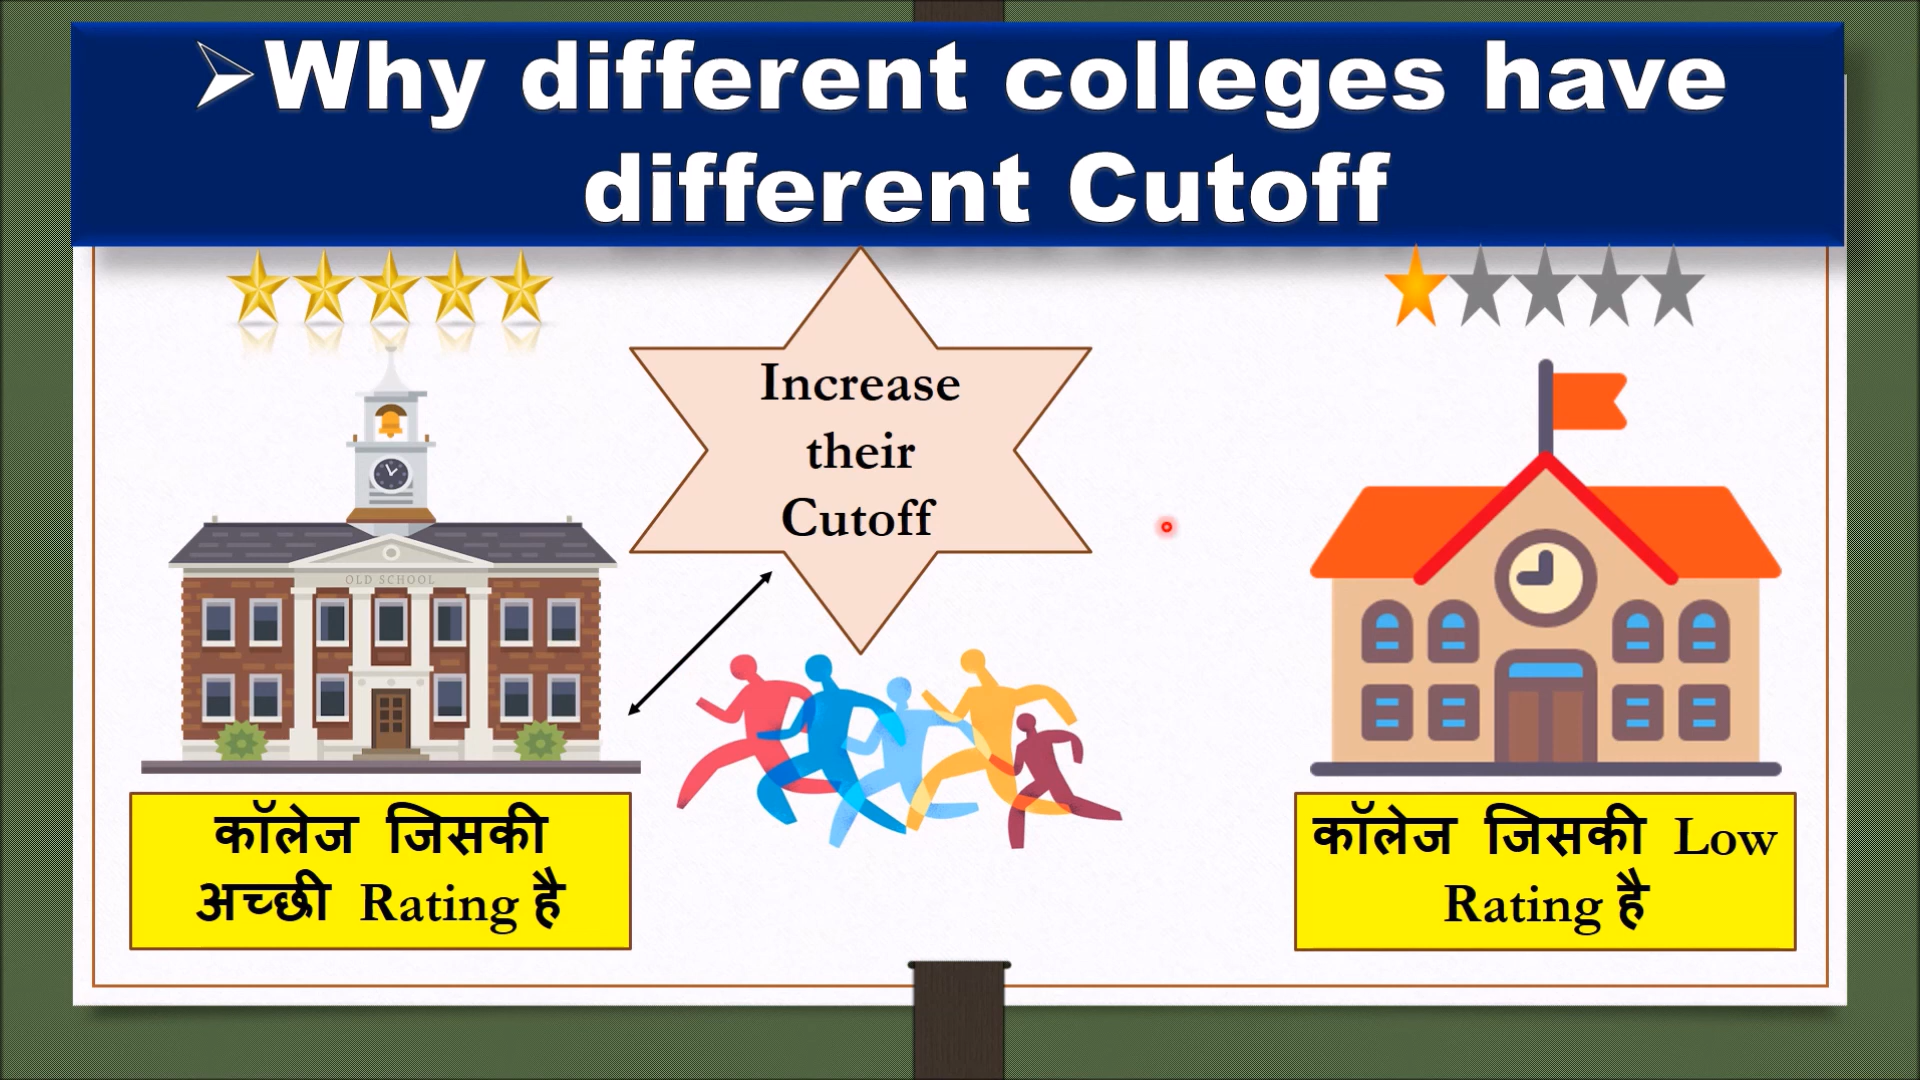 Why different colleges have
different Cutoff
Increase
their
Cutoff
OLD SCHOOL
कॉलेज जिसकी
अच्छी Rating है
कॉलेज जिसकी Low
Rating है